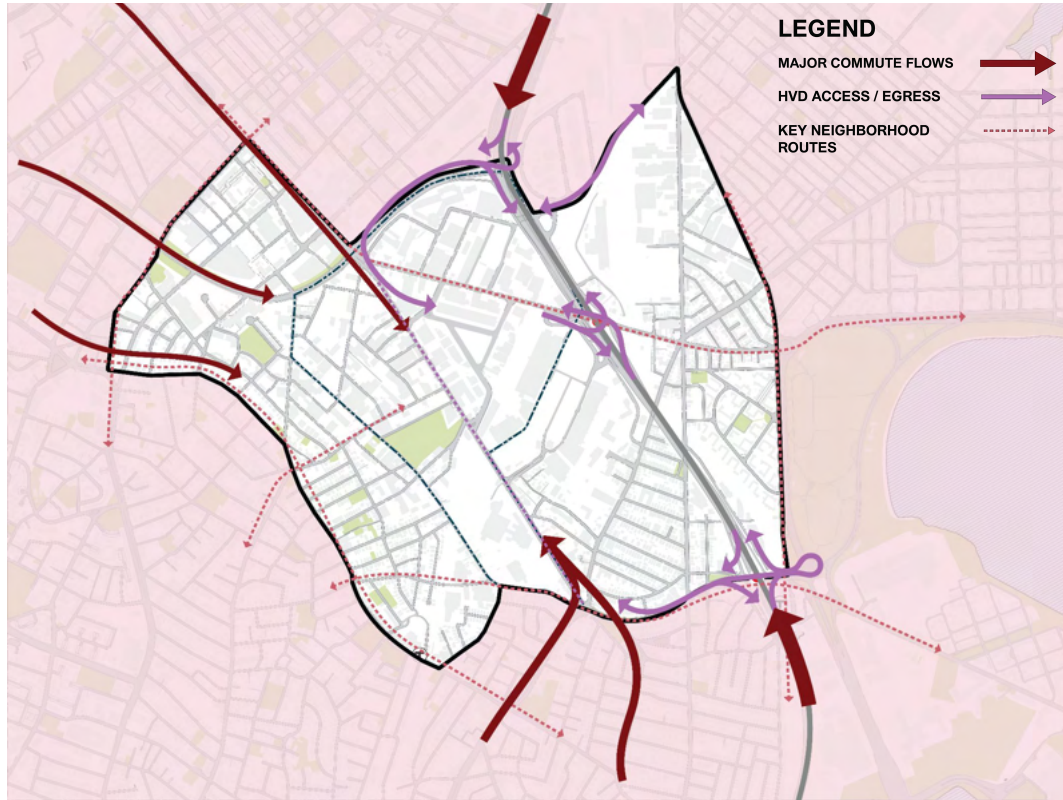 LEGEND
MAJOR COMMUTE FLOWS
HVD ACCESS / EGRESS
KEY NEIGHBORHOOD
ROUTES